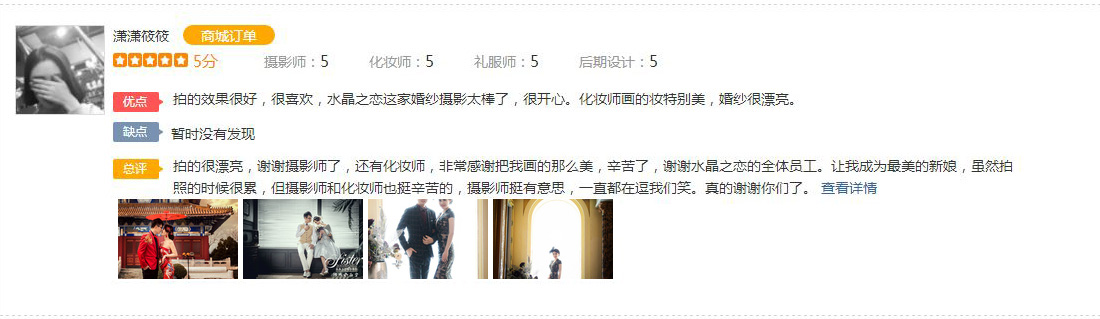 潇潇筱筱 商城订单
5分 摄影师：5 化妆师：5 礼服师：5 后期设计：5
优点 拍的效果很好，很喜欢，水晶之恋这家婚纱摄影太棒了，很开心。化妆师画的妆特别美，婚纱很漂亮。
缺点 暂时没有发现
总评 拍的很漂亮，谢谢摄影师了，还有化妆师，非常感谢把我画的那么美，辛苦了，谢谢水晶之恋的全体员工。让我成为最美的新娘，虽然拍
照的时候很累，但摄影师和化妆师也挺辛苦的，摄影师挺有意思，一直都在逗我们笑。真的谢谢你们了。 查看详情